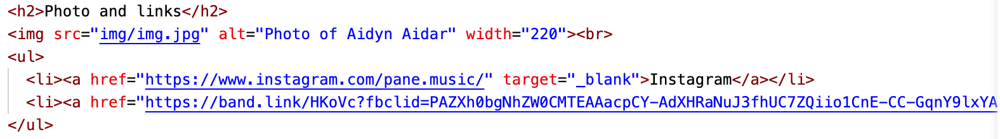 <h2>Photo and links</h2>
<img src="img/img.jpg" alt="Photo of Aidyn Aidar" width="220"><br>
<ul>
<li><a href="https://www.instagram.com/pane.music/" target="_blank">Instagram</a></li>
<li><a href="https://band.link/HKoVc?fbclid=PAZXh0bgNhZW0CMTEAAacpCY-AdXHRaNuJ3fhUC7ZQiio1CnE-CC-GqnY9lxYA
</ul>